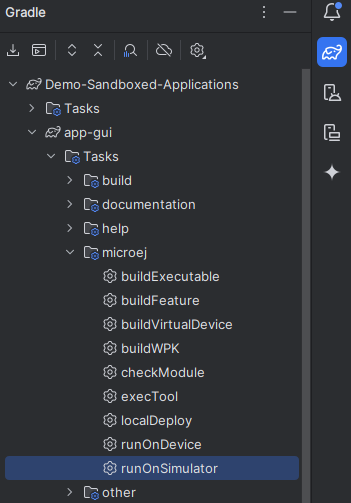 Gradle
Demo-Sandboxed-Applications
Tasks
app-gui
Tasks
build
documentation
help
microej
buildExecutable
buildFeature
buildVirtualDevice
buildWPK
checkModule
execTool
localDeploy
runOnDevice
runOnSimulator
other